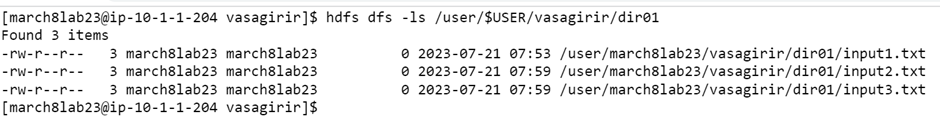 [march8lab23@ip-10-1-1-204 vasagirir]$ hdfs dfs -ls /user/$USER/vasagirir/dir01
Found 3 items
-rw-r--r--   3 march8lab23 march8lab23          0 2023-07-21 07:53 /user/march8lab23/vasagirir/dir01/input1.txt
-rw-r--r--   3 march8lab23 march8lab23          0 2023-07-21 07:59 /user/march8lab23/vasagirir/dir01/input2.txt
-rw-r--r--   3 march8lab23 march8lab23          0 2023-07-21 07:59 /user/march8lab23/vasagirir/dir01/input3.txt
[march8lab23@ip-10-1-1-204 vasagirir]$